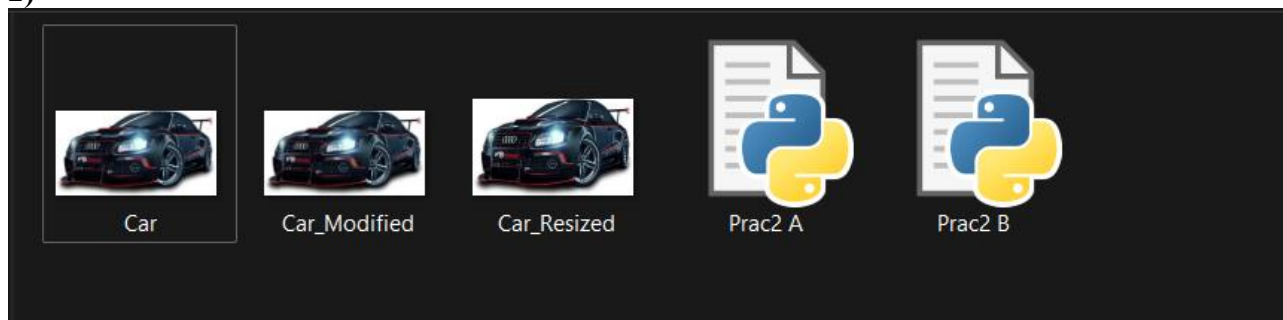 Car
Car_Modified
Car_Resized
Prac2 A
Prac2 B